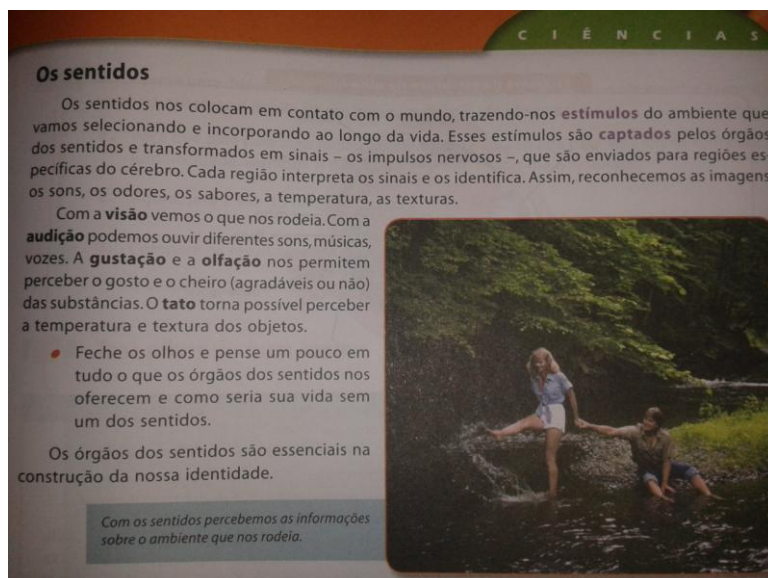 CIÊNCIAS
Os sentidos
Os sentidos nos colocam em contato com o mundo, trazendo-nos estímulos do ambiente que
vamos selecionando e incorporando ao longo da vida. Esses estímulos são captados pelos órgãos
dos sentidos e transformados em sinais – os impulsos nervosos –, que são enviados para regiões es-
pecíficas do cérebro. Cada região interpreta os sinais e os identifica. Assim, reconhecemos as imagens
os sons, os odores, os sabores, a temperatura, as texturas.
Com a visão vemos o que nos rodeia. Com a
audição podemos ouvir diferentes sons, músicas,
vozes. A gustação e a olfação nos permitem
perceber o gosto e o cheiro (agradáveis ou não)
das substâncias. O tato torna possível perceber
a temperatura e textura dos objetos.
• Feche os olhos e pense um pouco em
tudo o que os órgãos dos sentidos nos
oferecem e como seria sua vida sem
um dos sentidos.
Os órgãos dos sentidos são essenciais na
construção da nossa identidade.
Com os sentidos percebemos as informações
sobre o ambiente que nos rodeia.